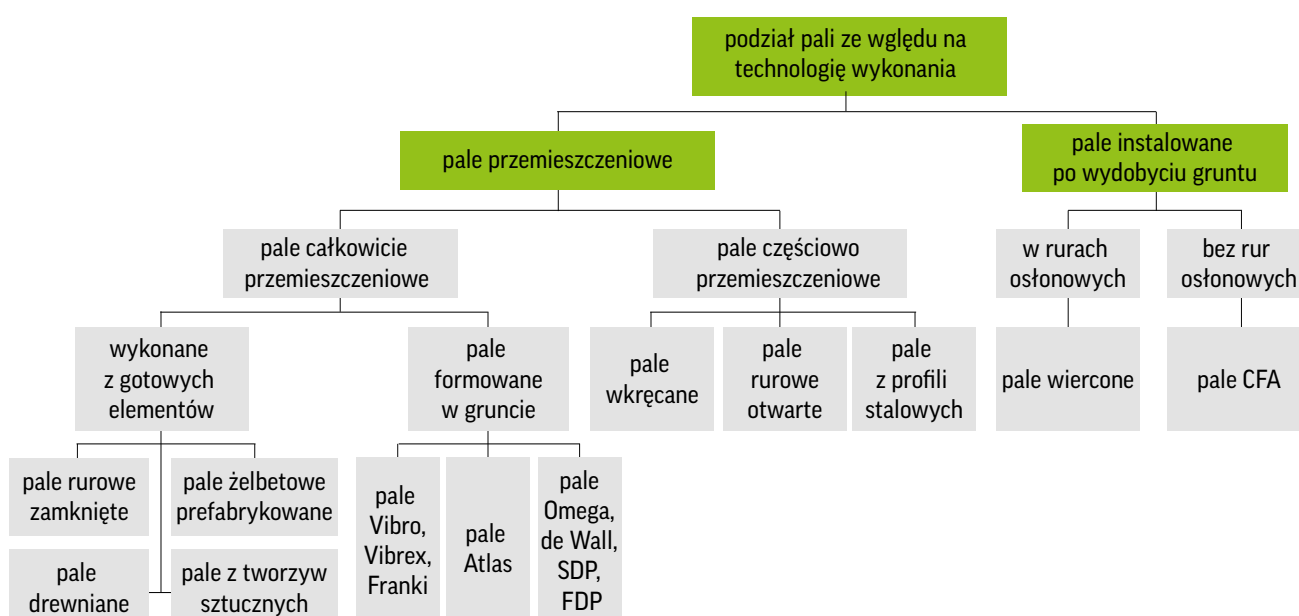 podział pali ze wględu na
technologię wykonania
pale przemieszczeniowe
pale instalowane
po wydobyciu gruntu
pale całkowicie
przemieszczeniowe
pale częściowo
przemieszczeniowe
w rurach
osłonowych
bez rur
osłonowych
wykonane
z gotowych
elementów
pale
formowane
w gruncie
pale
wkręcane
pale
rurowe
otwarte
pale
z profili
stalowych
pale wiercone
pale CFA
pale rurowe
zamknięte
pale żelbetowe
prefabrykowane
pale
drewniane
pale z tworzyw
sztucznych
pale
Vibro,
Vibrex,
Franki
pale
Atlas
pale
Omega,
de Wall,
SDP,
FDP